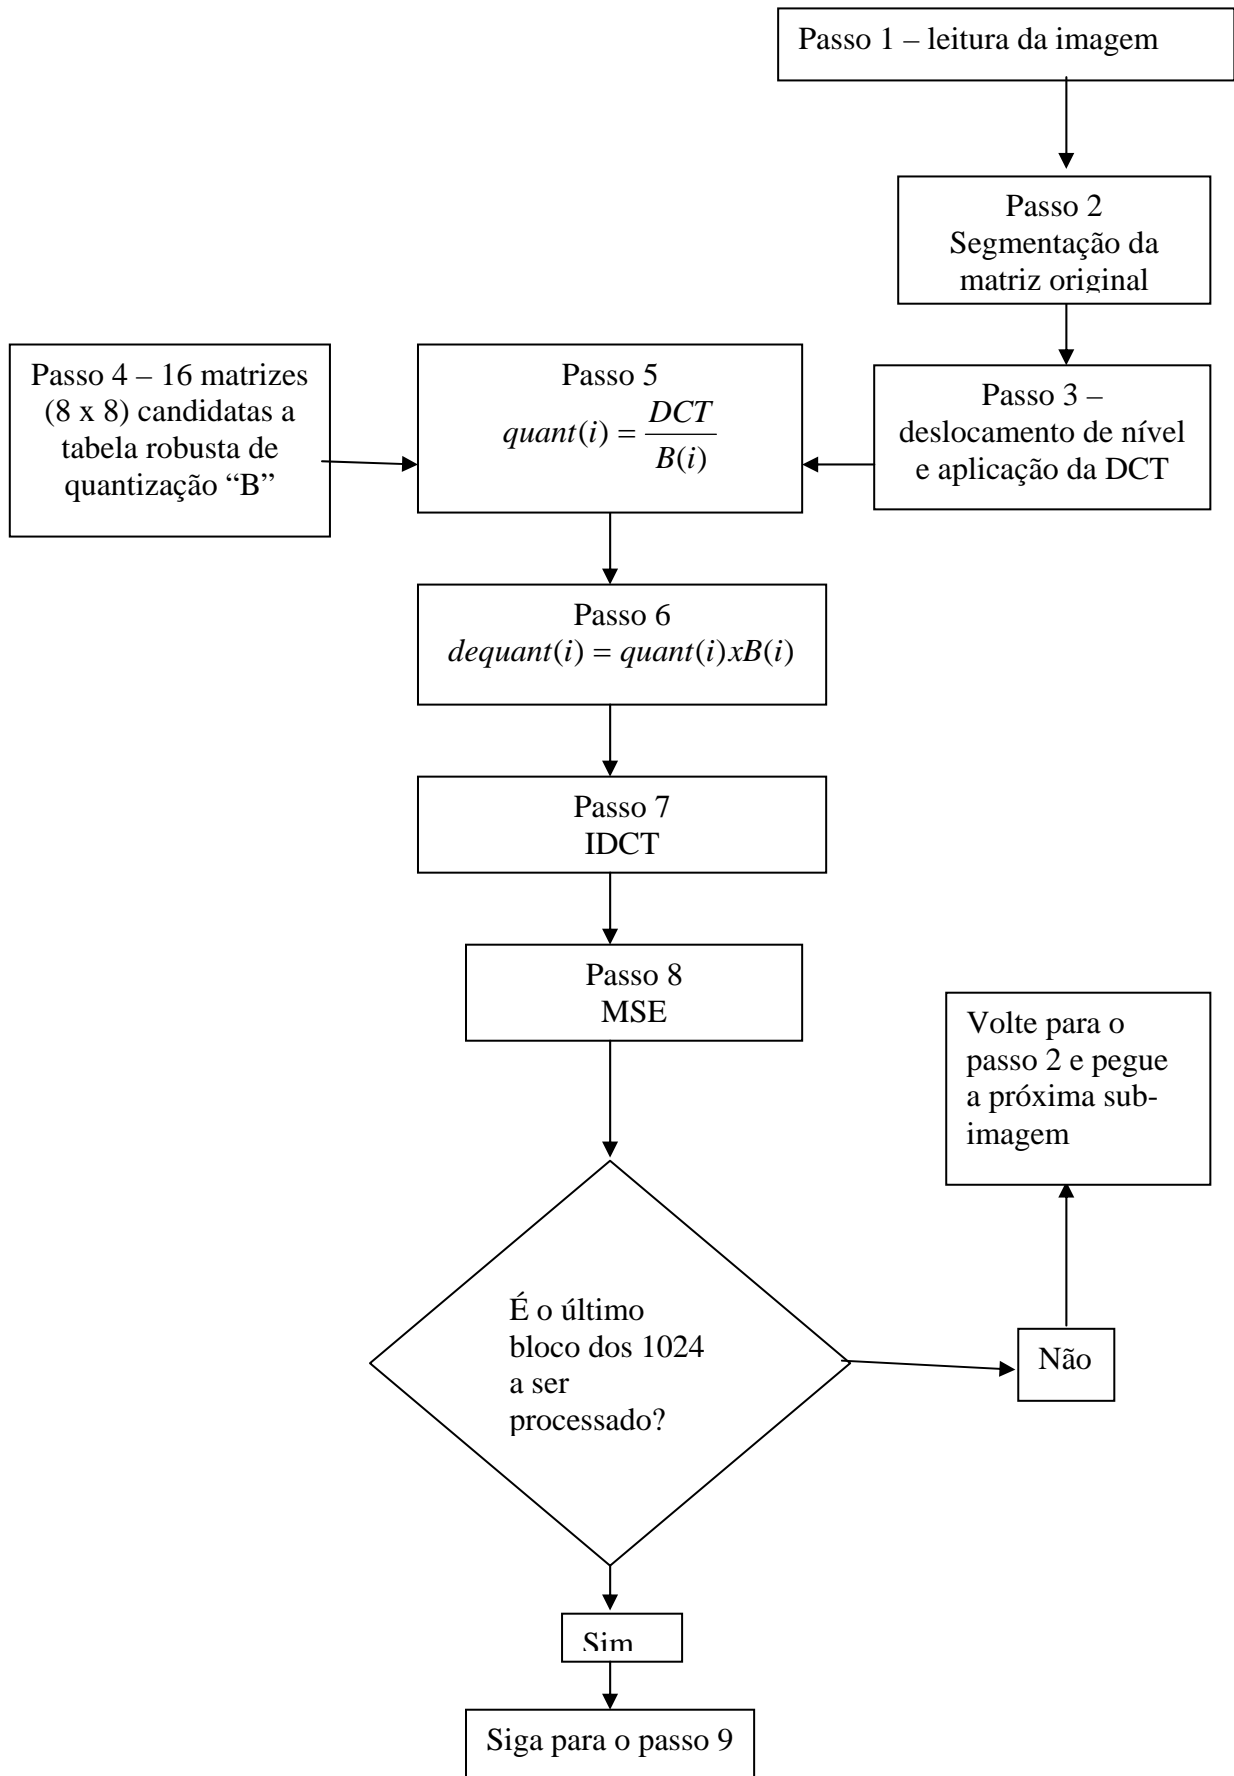 Passo 1 – leitura da imagem
Passo 2
Segmentação da
matriz original
Passo 4 – 16 matrizes
(8 x 8) candidatas a
tabela robusta de
quantização “B”
Passo 5
quant(i) = DCT / B(i)
Passo 3 –
deslocamento de nível
e aplicação da DCT
Passo 6
dequant(i) = quant(i)xB(i)
Passo 7
IDCT
Passo 8
MSE
Volte para o
passo 2 e pegue
a próxima sub-
imagem
É o último
bloco dos 1024
a ser
processado?
Não
Sim
Siga para o passo 9